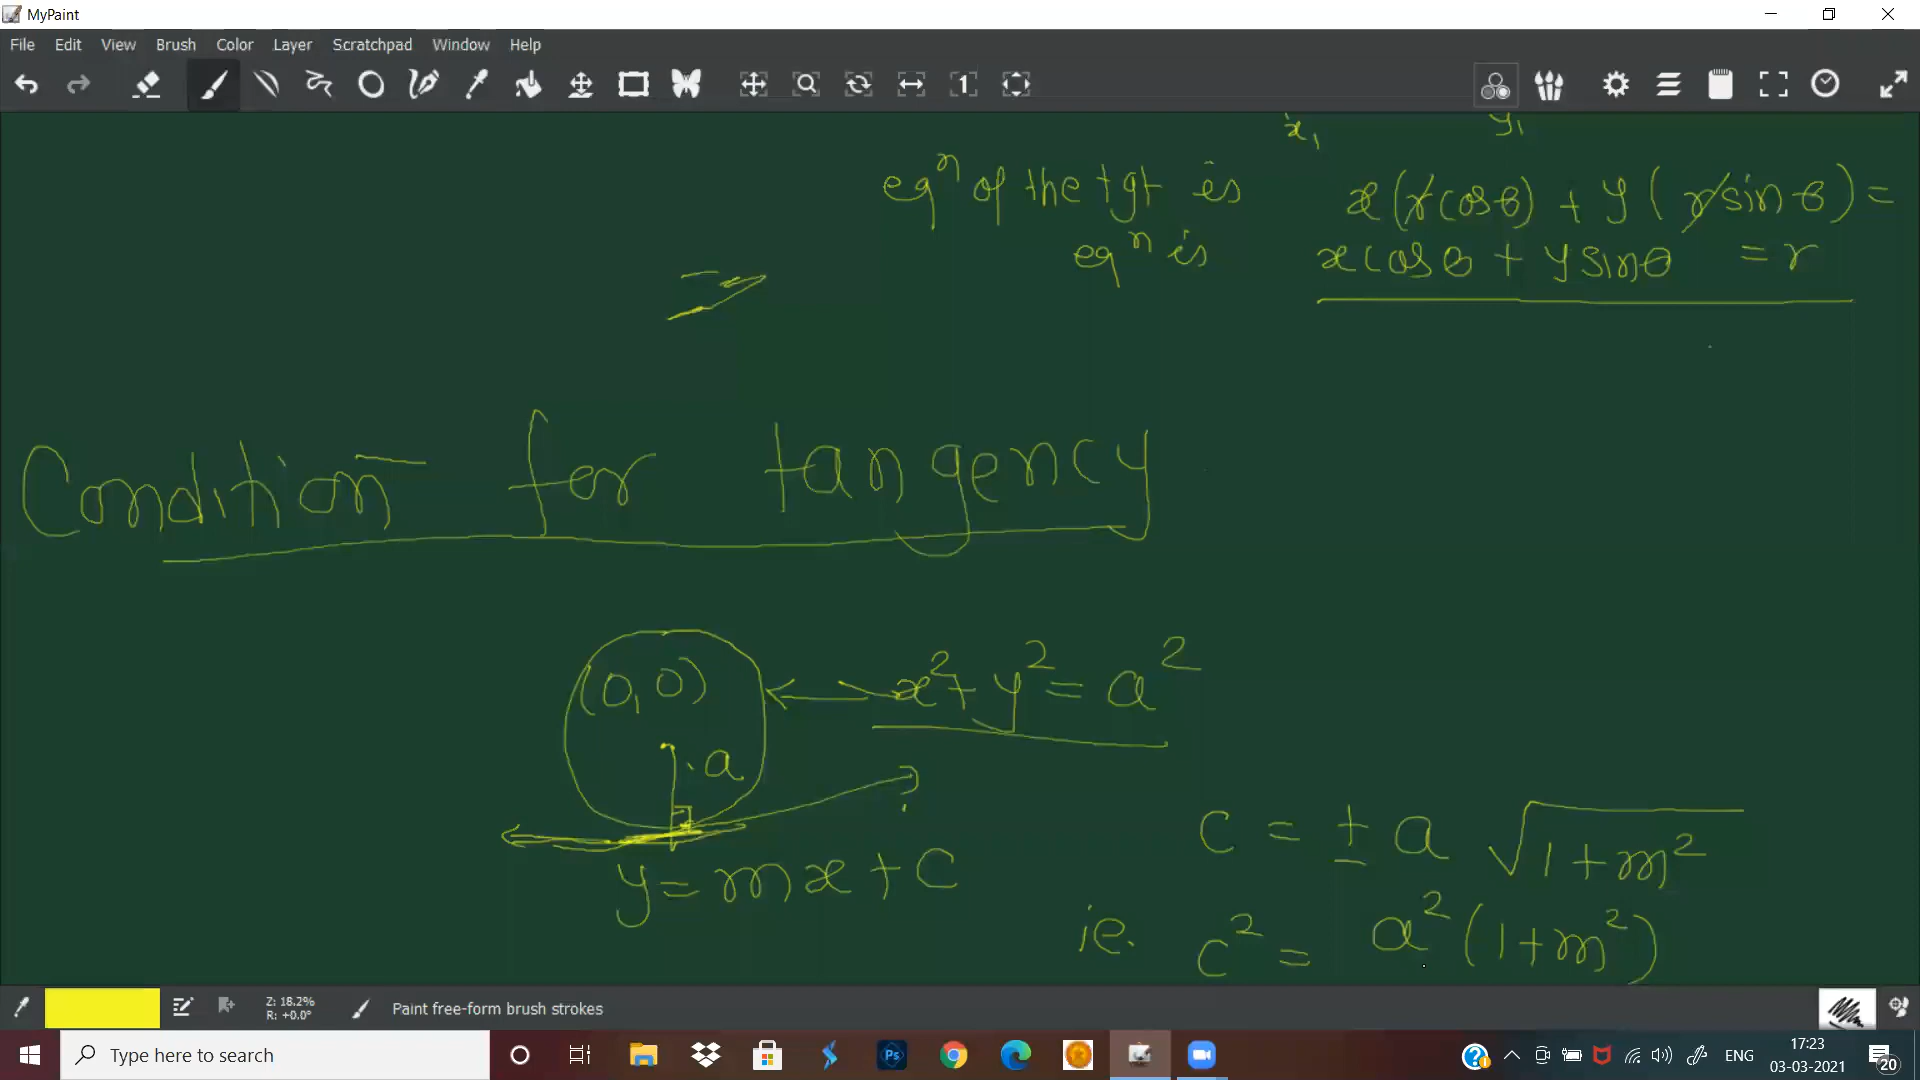 MyPaint
File Edit View Brush Color Layer Scratchpad Window Help
x₁ y₁
eqⁿ of the tgt is x(r cosθ) + y(r sinθ) =
eqⁿ is x cosθ + y sinθ = r
Condition for tangency
(0,0) x² + y² = a²
a
y = mx + c
c = ± a √1+m²
ie. c² = a²(1+m²)
Z: 18.2%
R: +0.0°
Paint free-form brush strokes
Type here to search
Ps
ENG
17:23
03-03-2021
20